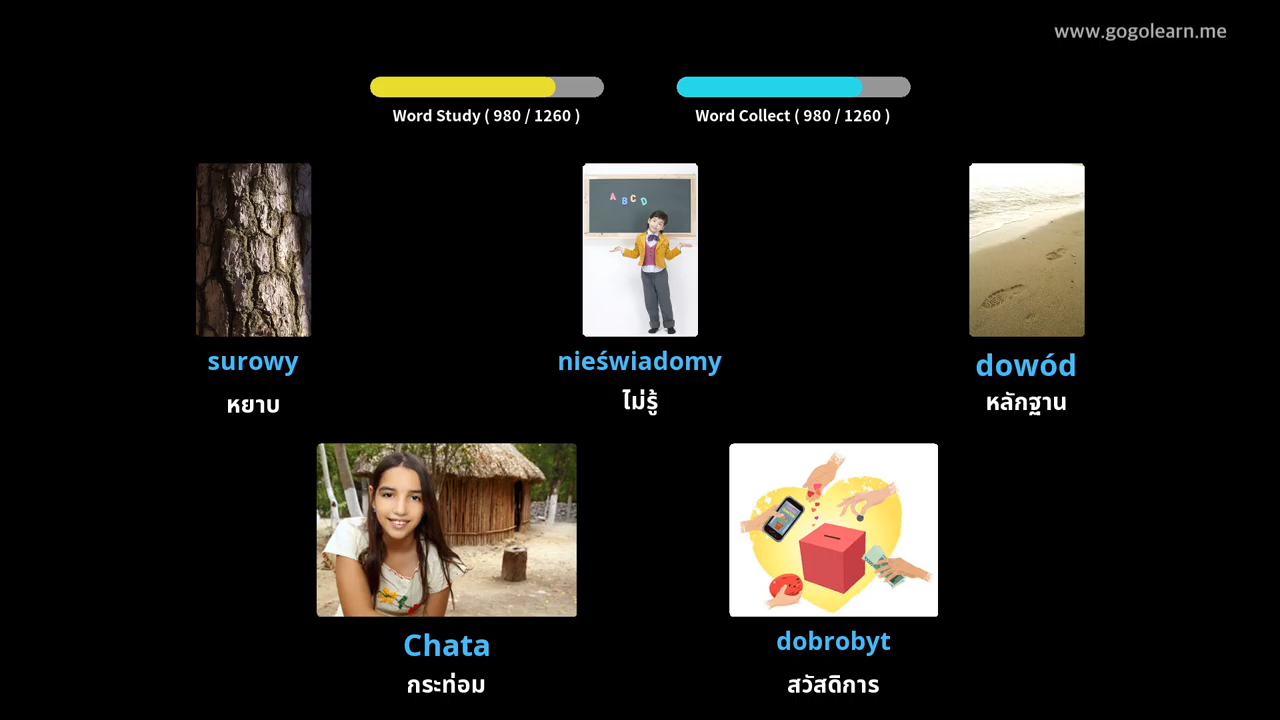 www.gogolearn.me
Word Study ( 980 / 1260 )
Word Collect ( 980 / 1260 )
A B C D
surowy
หยาบ
nieświadomy
ไม่รู้
dowód
หลักฐาน
Chata
กระท่อม
dobrobyt
สวัสดิการ